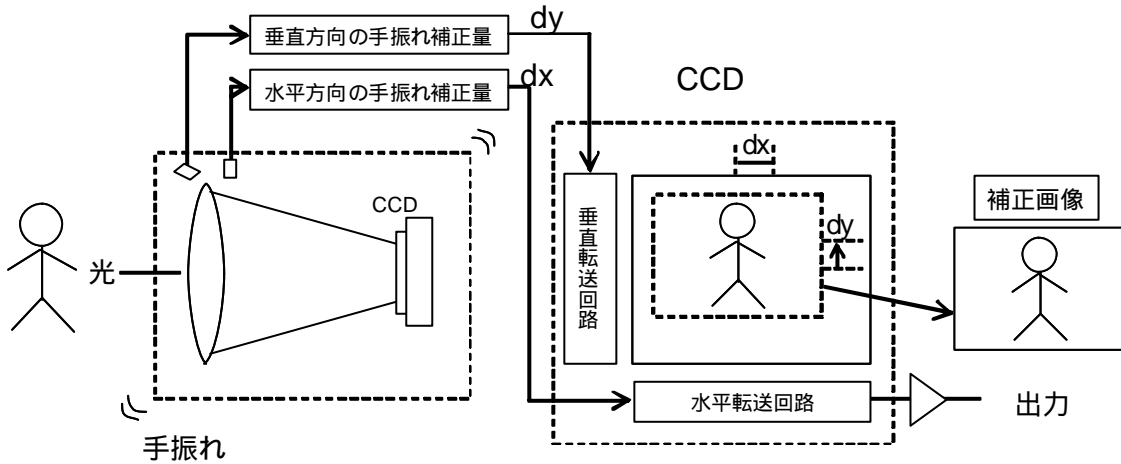 垂直方向の手振れ補正量
dy
水平方向の手振れ補正量
dx
CCD
dx
CCD
垂直転送回路
dy
補正画像
光
水平転送回路
出力
手振れ